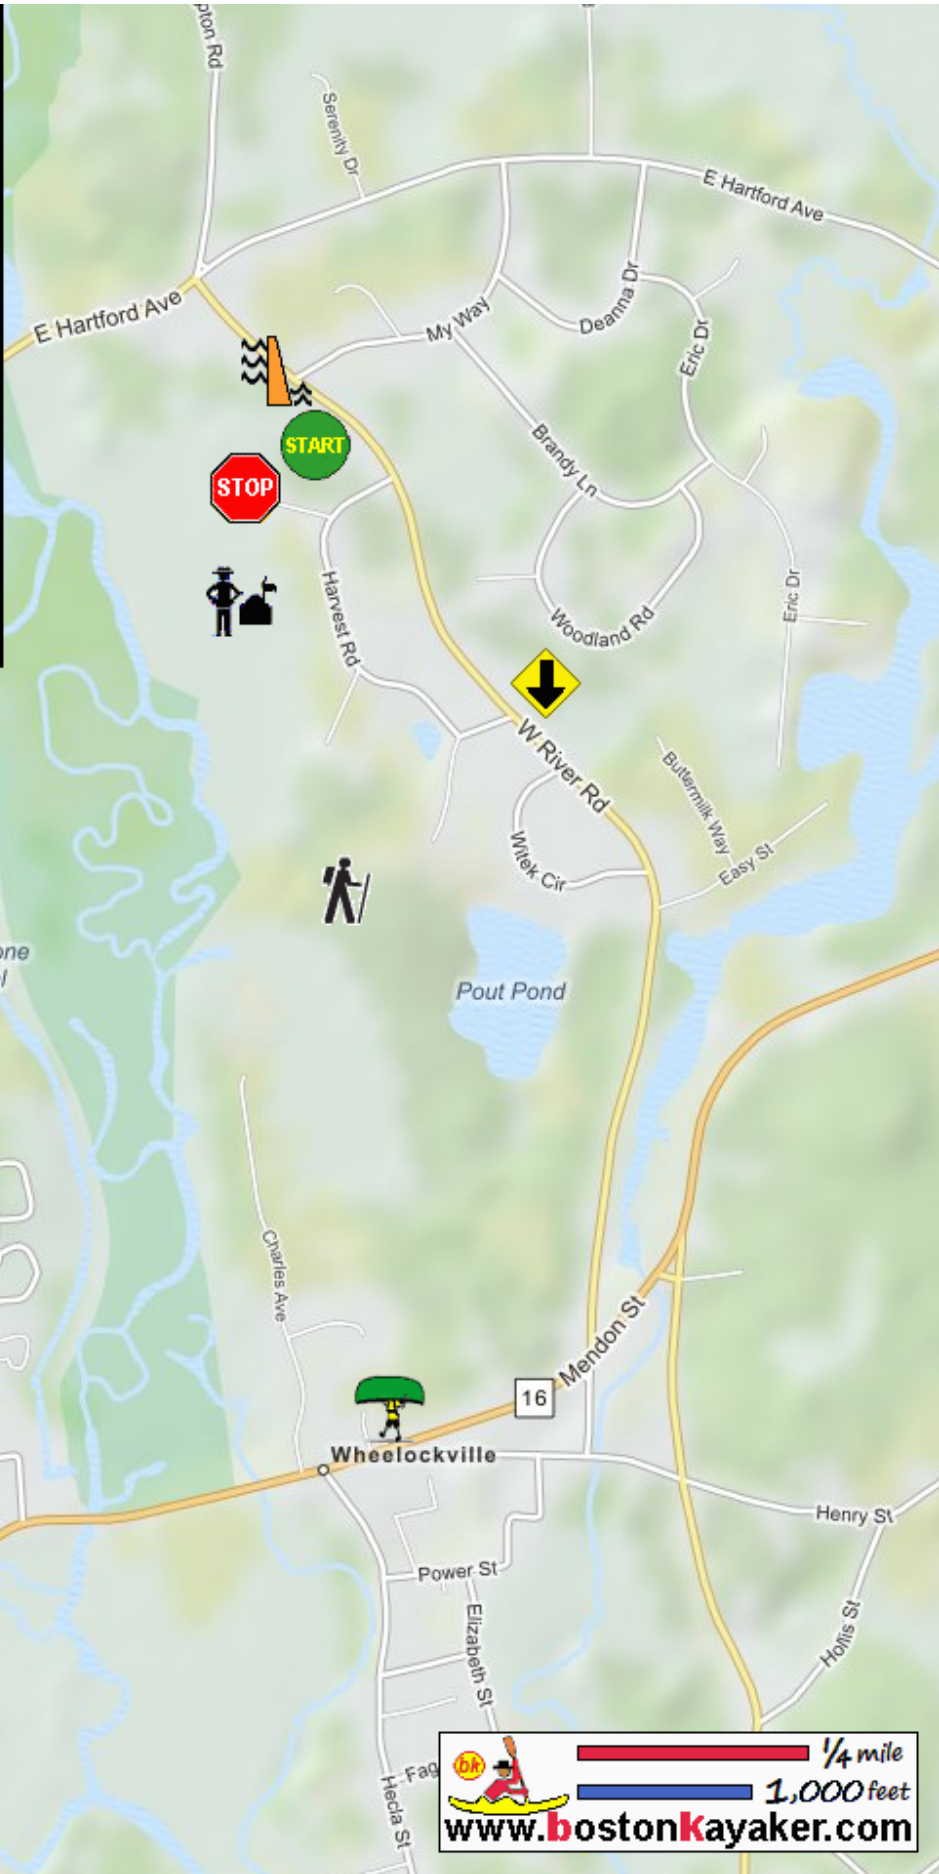 pton Rd
Serenity Dr
E Hartford Ave
E Hartford Ave
My Way
Deanna Dr
Eric Dr
START
STOP
Brandy Ln
Harvest Rd
Eric Dr
Woodland Rd
W River Rd
Buttermilk Way
Easy St
Witek Cir
one
l
Pout Pond
Charles Ave
Mendon St
16
Wheelockville
Henry St
Power St
Elizabeth St
Hollis St
Fag
Hecla St
bk
1/4 mile
1,000 feet
www.bostonkayaker.com